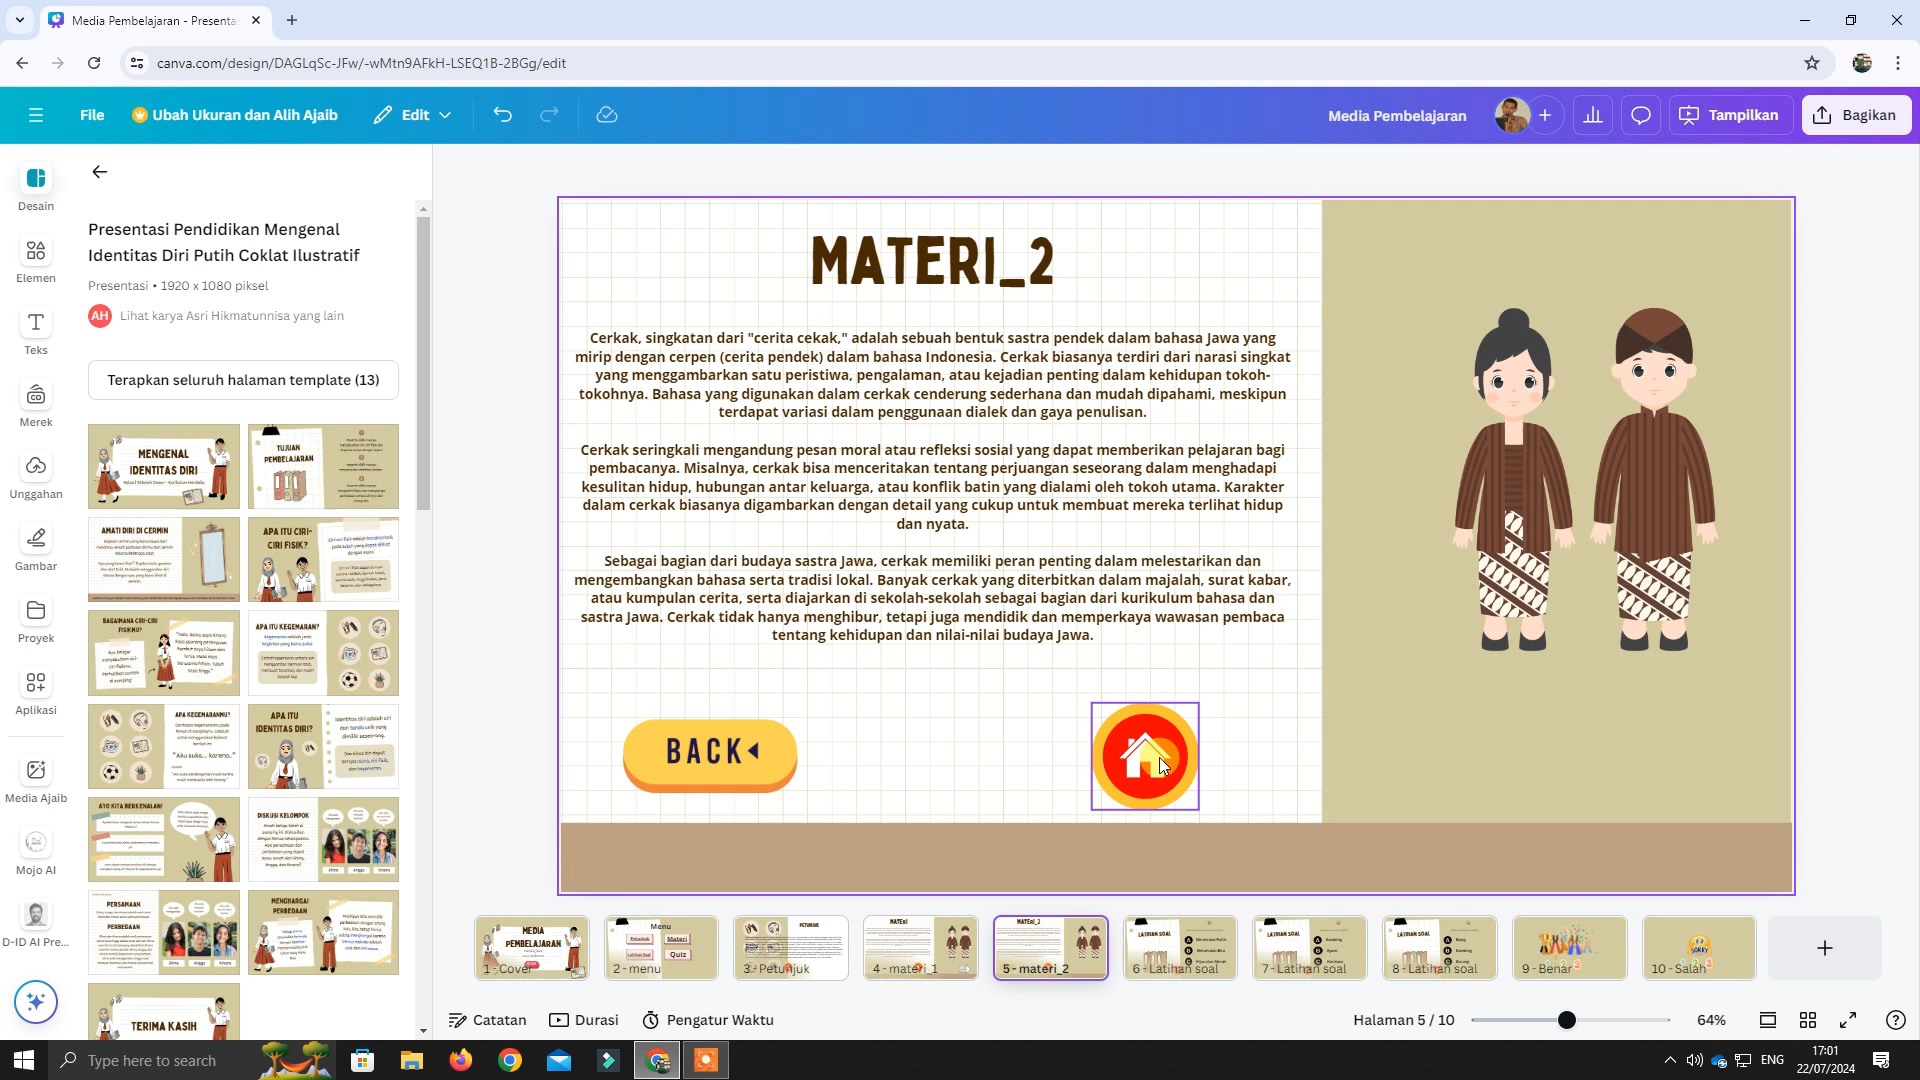 Media Pembelajaran - Presenta
canva.com/design/DAGLqSc-JFw/-wMtn9AFkH-LSEQ1B-2BGg/edit
File
Ubah Ukuran dan Alih Ajaib
Edit
Media Pembelajaran
Tampilkan
Bagikan
Desain
Elemen
Teks
Merek
Unggahan
Gambar
Proyek
Aplikasi
Media Ajaib
Mojo AI
D-ID AI Pre...
Presentasi Pendidikan Mengenal
Identitas Diri Putih Coklat Ilustratif
Presentasi • 1920 x 1080 piksel
AH
Lihat karya Asri Hikmatunnisa yang lain
Terapkan seluruh halaman template (13)
MENGENAL
IDENTITAS DIRI
TUJUAN
PEMBELAJARAN
AMATI DIRI DI CERMIN
APA ITU CIRI-
CIRI FISIK?
BAGAIMANA CIRI-CIRI
FISIKMU?
APA ITU KEGEMARAN?
APA KEGEMARANMU?
"Aku suka... karena.."
APA ITU
IDENTITAS DIRI?
AYO KITA BERKENALAN!
DISKUSI KELOMPOK
PERSAMAAN
PERBEDAAN
MENGHARGAI
PERBEDAAN
TERIMA KASIH
MATERI_2
Cerkak, singkatan dari "cerita cekak," adalah sebuah bentuk sastra pendek dalam bahasa Jawa yang
mirip dengan cerpen (cerita pendek) dalam bahasa Indonesia. Cerkak biasanya terdiri dari narasi singkat
yang menggambarkan satu peristiwa, pengalaman, atau kejadian penting dalam kehidupan tokoh-
tokohnya. Bahasa yang digunakan dalam cerkak cenderung sederhana dan mudah dipahami, meskipun
terdapat variasi dalam penggunaan dialek dan gaya penulisan.
Cerkak seringkali mengandung pesan moral atau refleksi sosial yang dapat memberikan pelajaran bagi
pembacanya. Misalnya, cerkak bisa menceritakan tentang perjuangan seseorang dalam menghadapi
kesulitan hidup, hubungan antar keluarga, atau konflik batin yang dialami oleh tokoh utama. Karakter
dalam cerkak biasanya digambarkan dengan detail yang cukup untuk membuat mereka terlihat hidup
dan nyata.
Sebagai bagian dari budaya sastra Jawa, cerkak memiliki peran penting dalam melestarikan dan
mengembangkan bahasa serta tradisi lokal. Banyak cerkak yang diterbitkan dalam majalah, surat kabar,
atau kumpulan cerita, serta diajarkan di sekolah-sekolah sebagai bagian dari kurikulum bahasa dan
sastra Jawa. Cerkak tidak hanya menghibur, tetapi juga mendidik dan memperkaya wawasan pembaca
tentang kehidupan dan nilai-nilai budaya Jawa.
BACK
MEDIA
PEMBELAJARAN
1 - Cover
Menu
Petunjuk
Materi
Latihan Soal
Quiz
2 - menu
PETUNJUK
3 - Petunjuk
MATERI
4 - materi_1
MATERI_2
5 - materi_2
LATIHAN SOAL
6 - Latihan soal
LATIHAN SOAL
7 - Latihan soal
LATIHAN SOAL
8 - Latihan soal
9 - Benar
SORRY
10 - Salah
Catatan
Durasi
Pengatur Waktu
Halaman 5 / 10
64%
Type here to search
ENG
17:01
22/07/2024